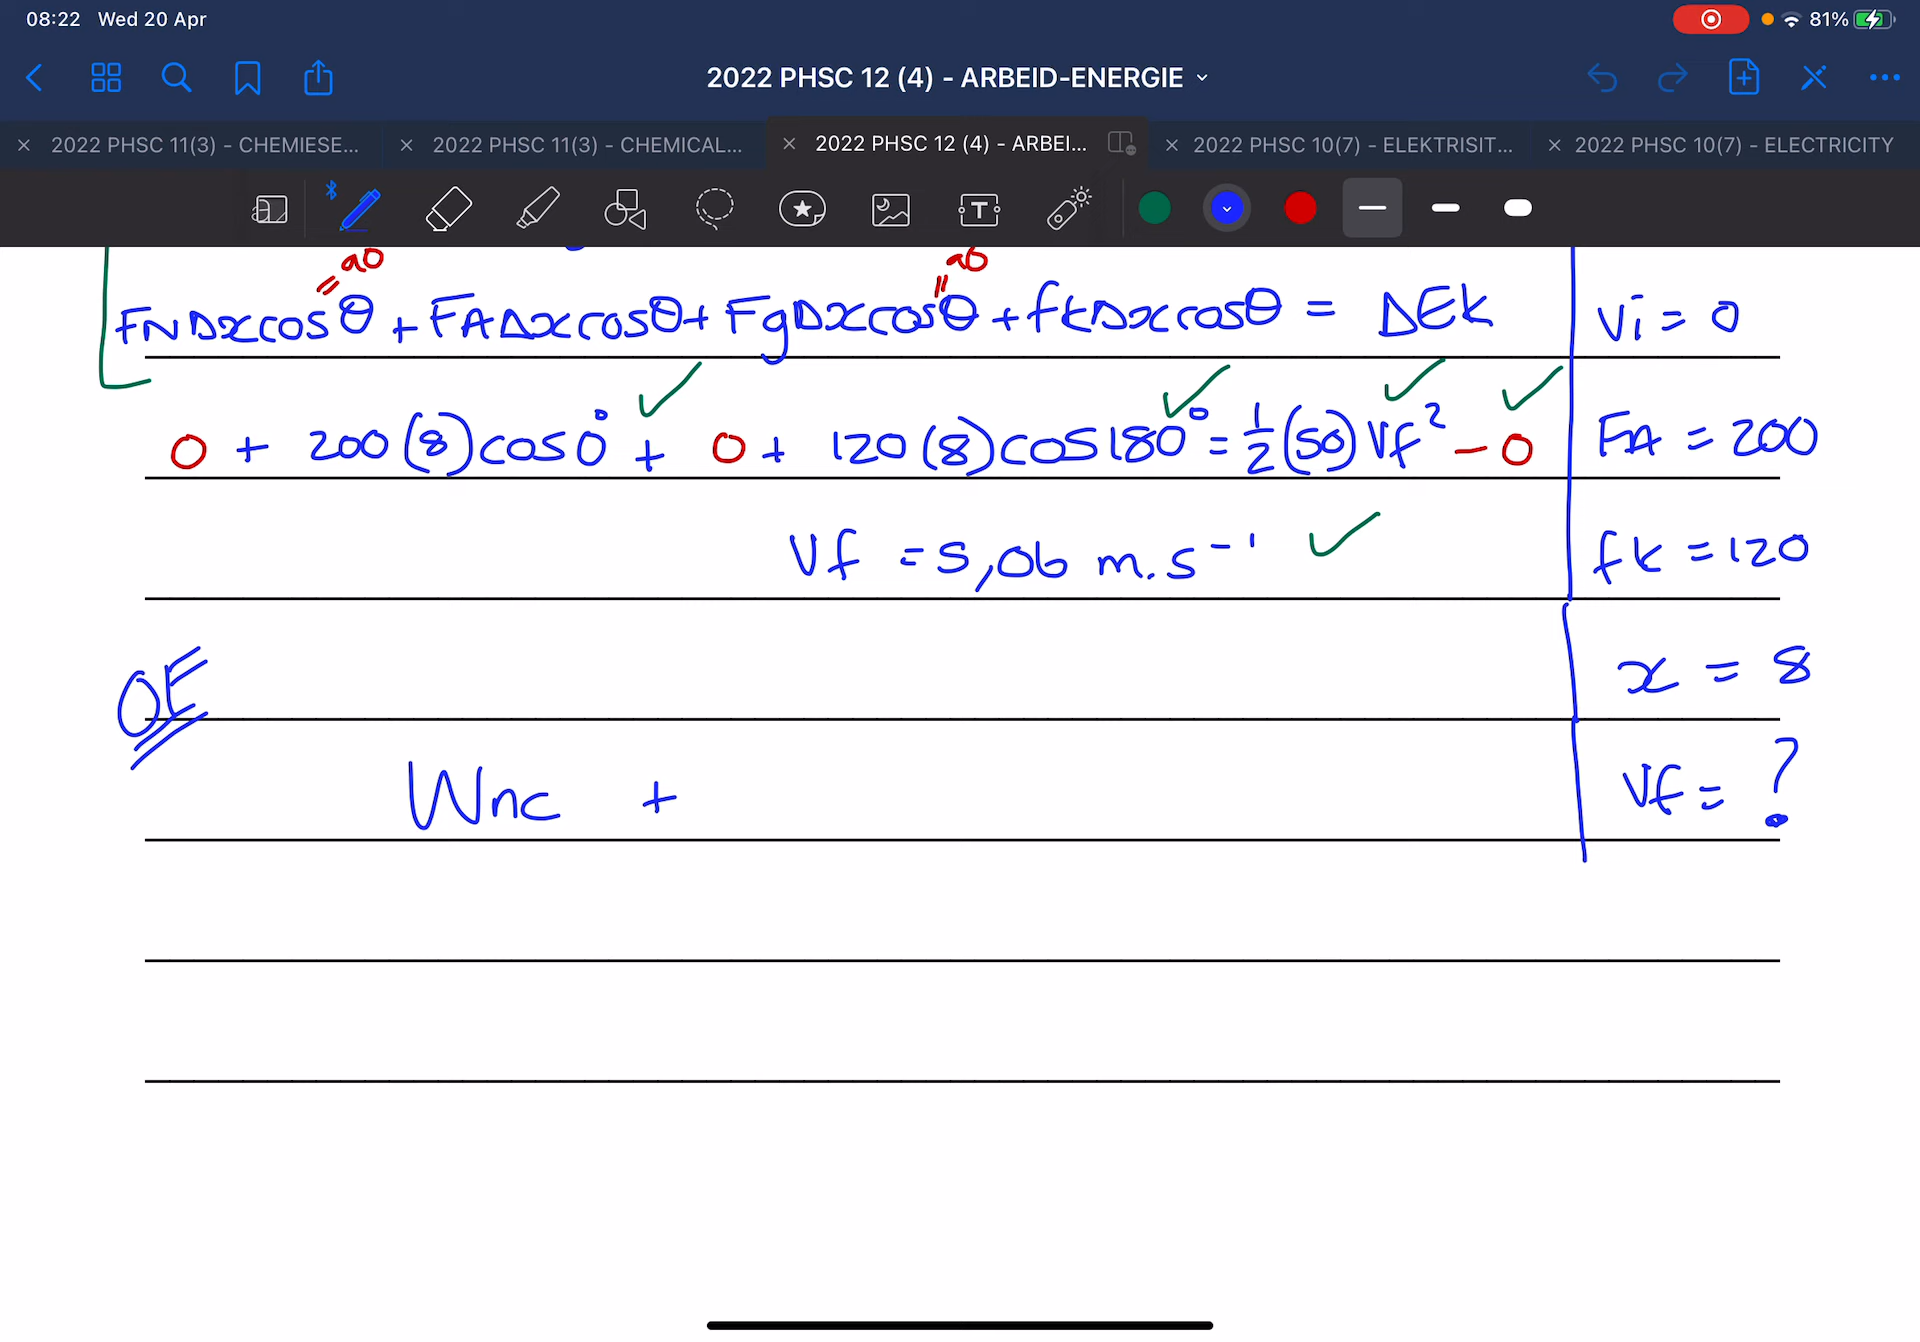 08:22 Wed 20 Apr
81%
2022 PHSC 12 (4) - ARBEID-ENERGIE
2022 PHSC 11(3) - CHEMIESE...
2022 PHSC 11(3) - CHEMICAL...
2022 PHSC 12 (4) - ARBEI...
2022 PHSC 10(7) - ELEKTRISIT...
2022 PHSC 10(7) - ELECTRICITY
= 90 = 90
FNΔxcosθ + FAΔxcosθ + FgΔxcosθ + fkΔxcosθ = ΔEk
Vi = 0
0 + 200(8)cos0° + 0 + 120(8)cos180° = ½(50)Vf² - 0
FA = 200
Vf = 5,06 m.s⁻¹
fk = 120
OF
x = 8
Wnc +
Vf = ?